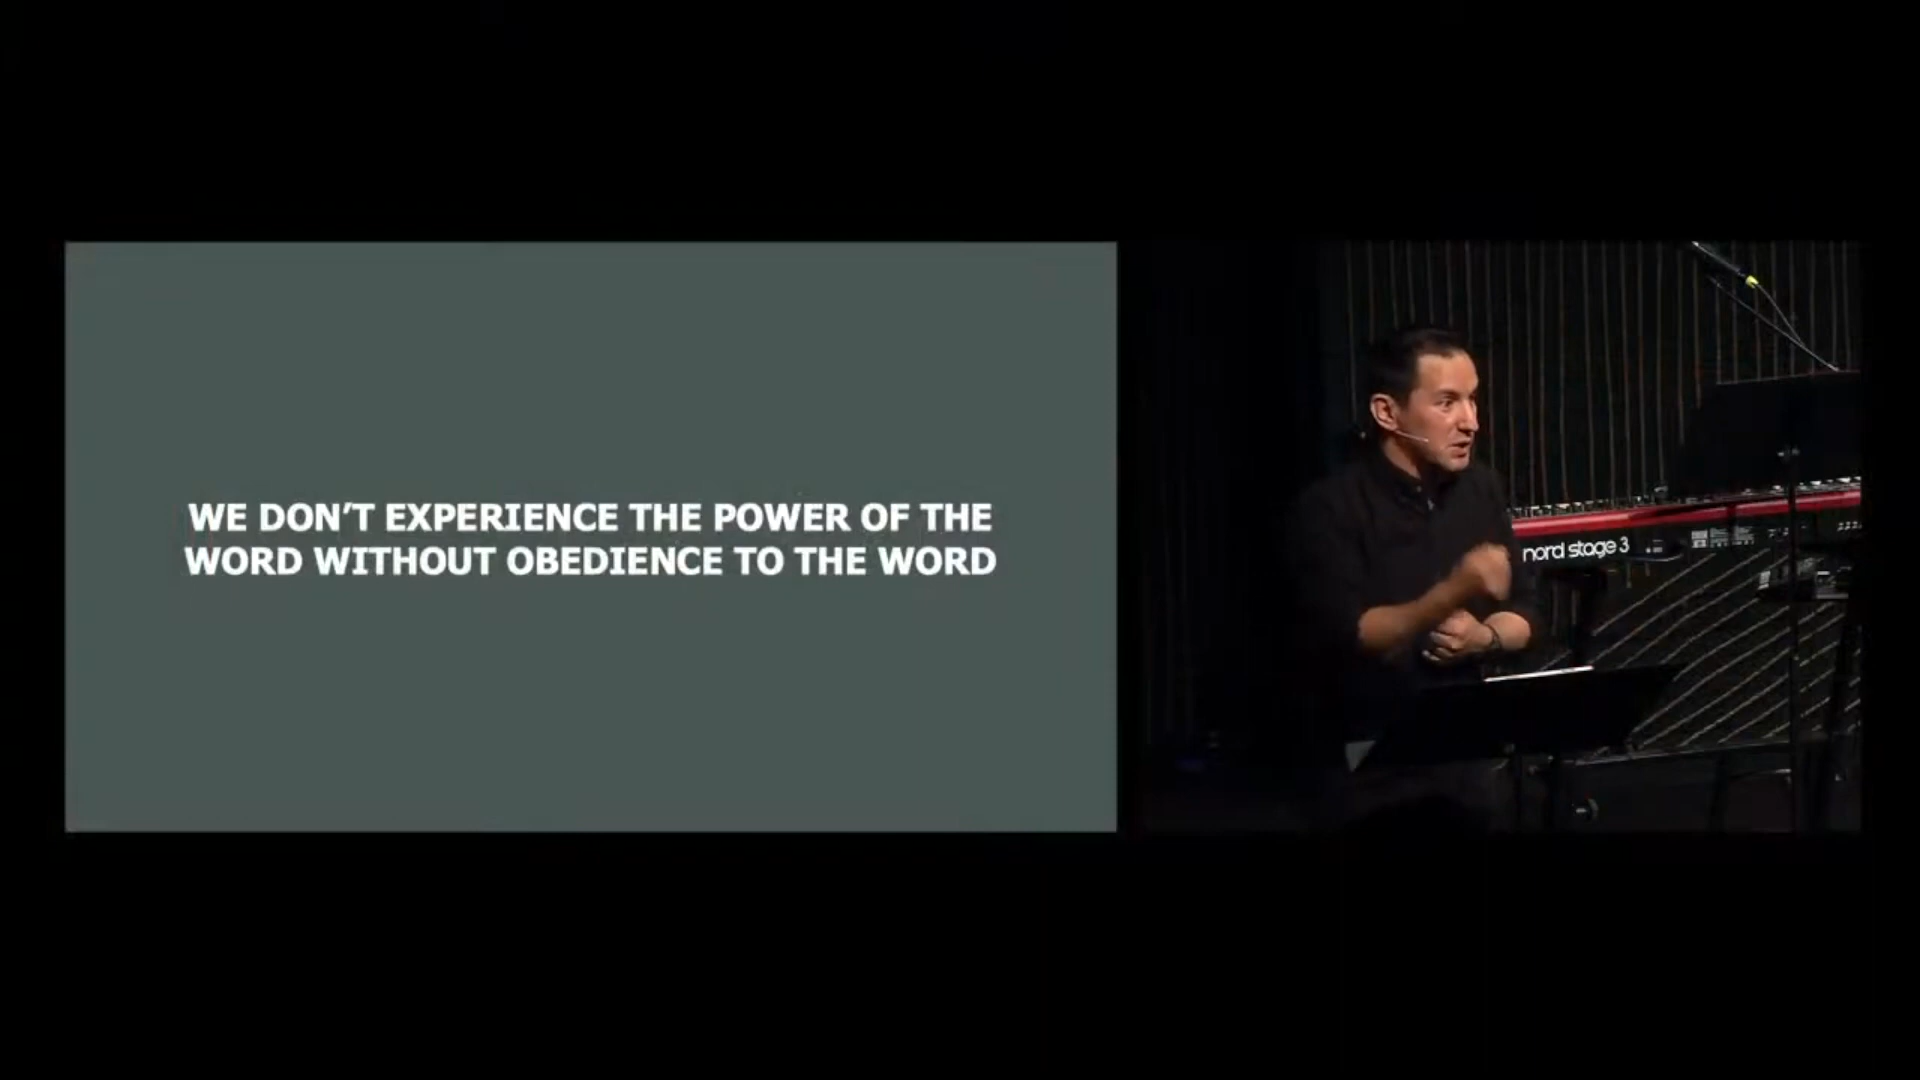 WE DON'T EXPERIENCE THE POWER OF THE
WORD WITHOUT OBEDIENCE TO THE WORD
nord stage 3